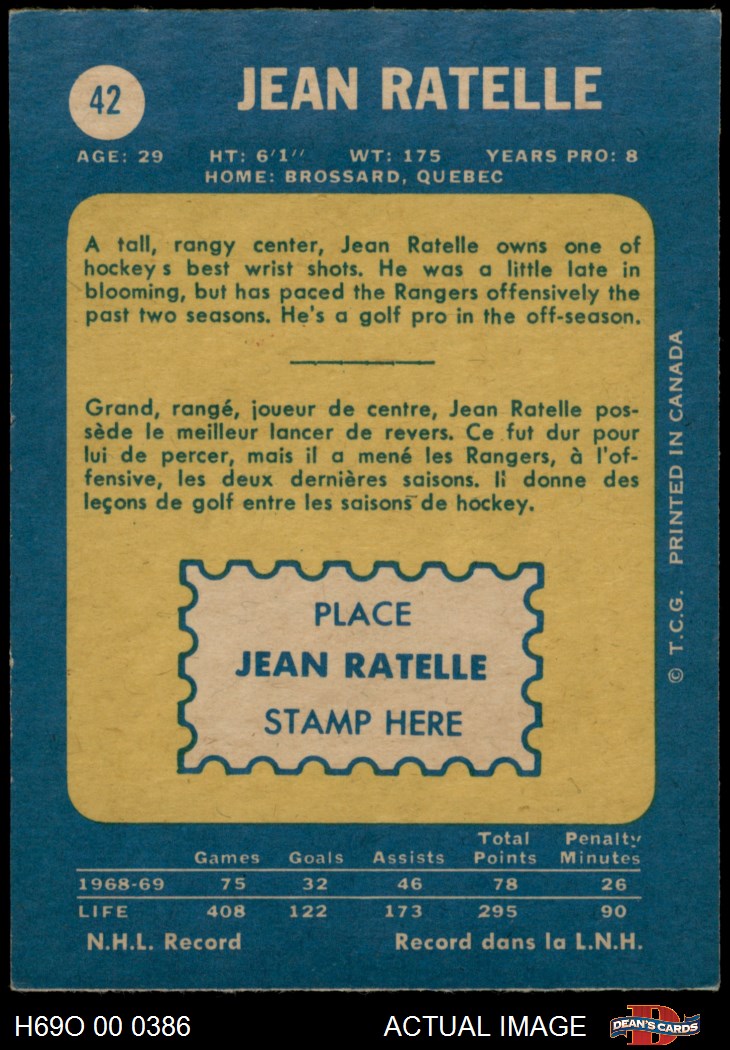 42
JEAN RATELLE
AGE: 29 HT: 6'1'' WT: 175 YEARS PRO: 8
HOME: BROSSARD, QUEBEC
A tall, rangy center, Jean Ratelle owns one of
hockey s best wrist shots. He was a little late in
blooming, but has paced the Rangers offensively the
past two seasons. He's a golf pro in the off-season.
Grand, rangé, joueur de centre, Jean Ratelle pos-
sède le meilleur lancer de revers. Ce fut dur pour
lui de percer, mais il a mené les Rangers, à l'of-
fensive, les deux dernières saisons. Il donne des
leçons de golf entre les saisons de hockey.
PLACE
JEAN RATELLE
STAMP HERE
© T.C.G. PRINTED IN CANADA
Total Penalty
Games Goals Assists Points Minutes
1968-69 75 32 46 78 26
LIFE 408 122 173 295 90
N.H.L. Record Record dans la L.N.H.
H69O 00 0386 ACTUAL IMAGE D DEAN'S CARDS